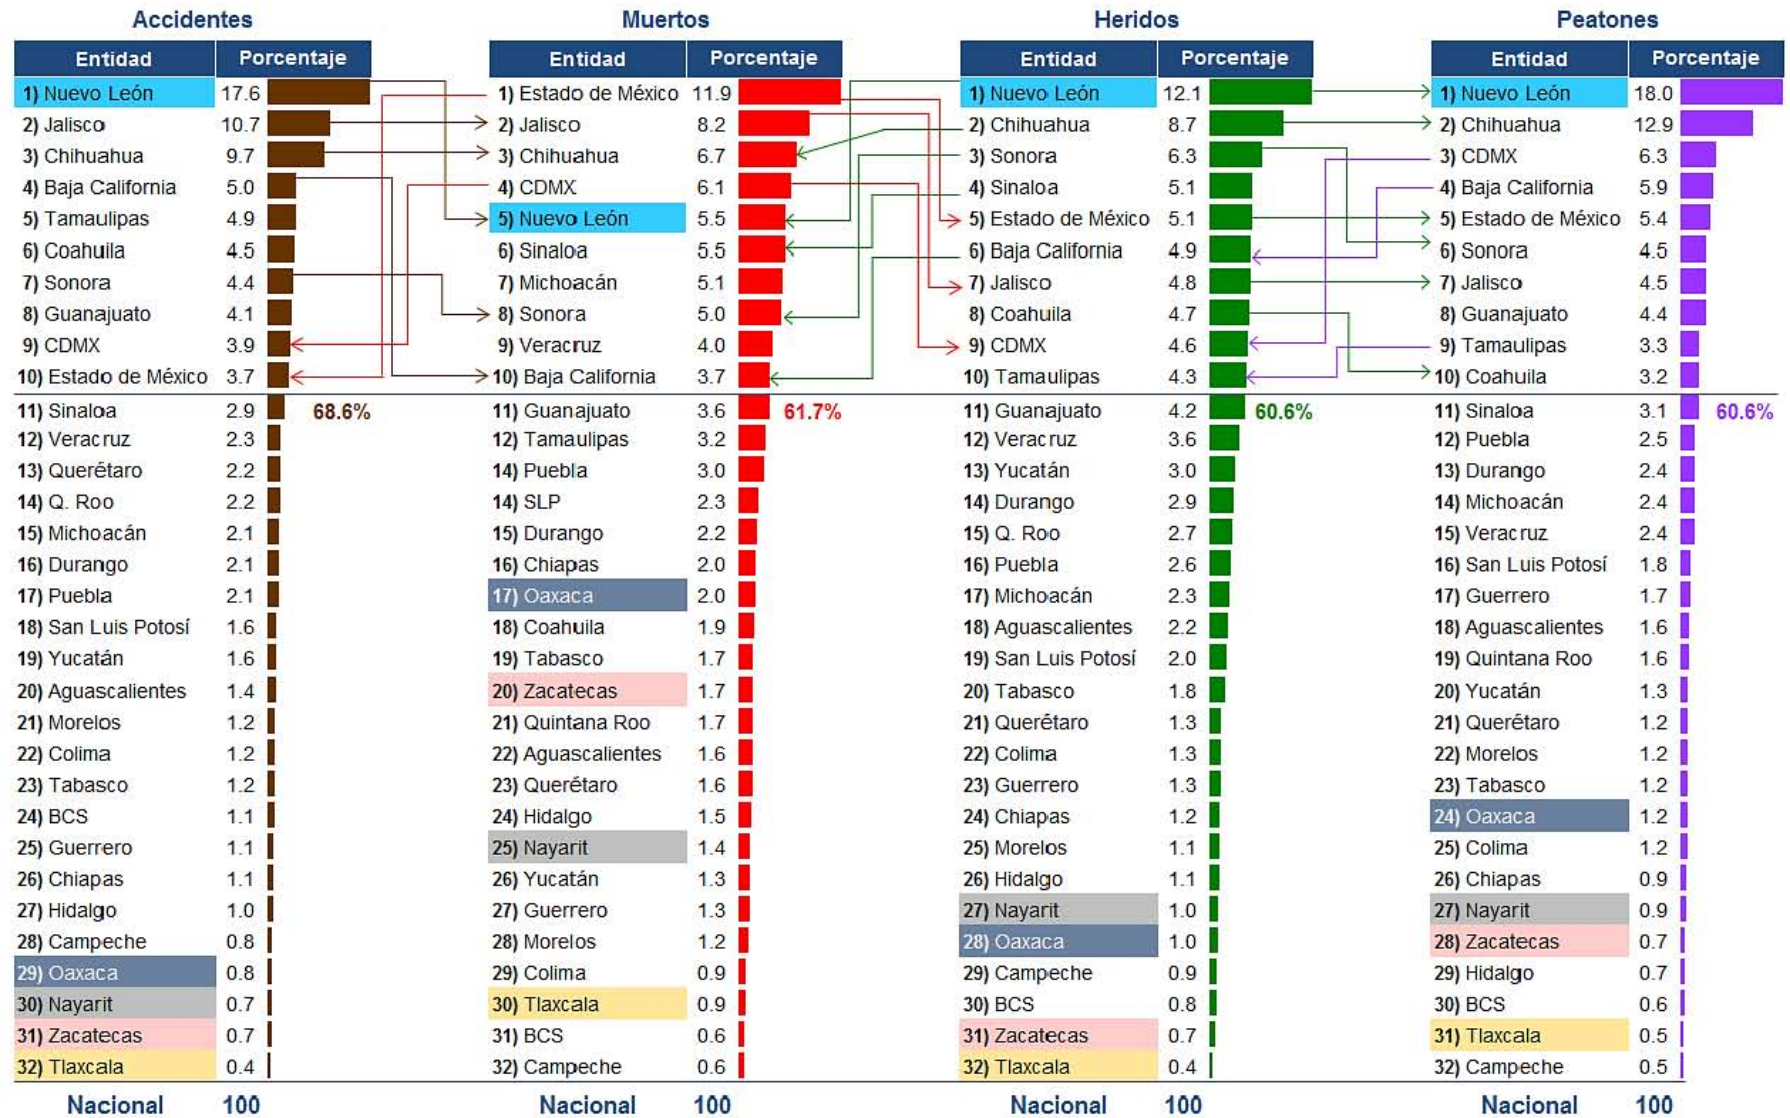 Accidentes Muertos Heridos Peatones
Entidad Porcentaje Entidad Porcentaje Entidad Porcentaje Entidad Porcentaje
1) Nuevo León 17.6 1) Estado de México 11.9 1) Nuevo León 12.1 1) Nuevo León 18.0
2) Jalisco 10.7 2) Jalisco 8.2 2) Chihuahua 8.7 2) Chihuahua 12.9
3) Chihuahua 9.7 3) Chihuahua 6.7 3) Sonora 6.3 3) CDMX 6.3
4) Baja California 5.0 4) CDMX 6.1 4) Sinaloa 5.1 4) Baja California 5.9
5) Tamaulipas 4.9 5) Nuevo León 5.5 5) Estado de México 5.1 5) Estado de México 5.4
6) Coahuila 4.5 6) Sinaloa 5.5 6) Baja California 4.9 6) Sonora 4.5
7) Sonora 4.4 7) Michoacán 5.1 7) Jalisco 4.8 7) Jalisco 4.5
8) Guanajuato 4.1 8) Sonora 5.0 8) Coahuila 4.7 8) Guanajuato 4.4
9) CDMX 3.9 9) Veracruz 4.0 9) CDMX 4.6 9) Tamaulipas 3.3
10) Estado de México 3.7 10) Baja California 3.7 10) Tamaulipas 4.3 10) Coahuila 3.2
11) Sinaloa 2.9 68.6% 11) Guanajuato 3.6 61.7% 11) Guanajuato 4.2 60.6% 11) Sinaloa 3.1 60.6%
12) Veracruz 2.3 12) Tamaulipas 3.2 12) Veracruz 3.6 12) Puebla 2.5
13) Querétaro 2.2 14) Puebla 3.0 13) Yucatán 3.0 13) Durango 2.4
14) Q. Roo 2.2 14) SLP 2.3 14) Durango 2.9 14) Michoacán 2.4
15) Michoacán 2.1 15) Durango 2.2 15) Q. Roo 2.7 15) Veracruz 2.4
16) Durango 2.1 16) Chiapas 2.0 16) Puebla 2.6 16) San Luis Potosí 1.8
17) Puebla 2.1 17) Oaxaca 2.0 17) Michoacán 2.3 17) Guerrero 1.7
18) San Luis Potosí 1.6 18) Coahuila 1.9 18) Aguascalientes 2.2 18) Aguascalientes 1.6
19) Yucatán 1.6 19) Tabasco 1.7 19) San Luis Potosí 2.0 19) Quintana Roo 1.6
20) Aguascalientes 1.4 20) Zacatecas 1.7 20) Tabasco 1.8 20) Yucatán 1.3
21) Morelos 1.2 21) Quintana Roo 1.7 21) Querétaro 1.3 21) Querétaro 1.2
22) Colima 1.2 22) Aguascalientes 1.6 22) Colima 1.3 22) Morelos 1.2
23) Tabasco 1.2 23) Querétaro 1.6 23) Guerrero 1.3 23) Tabasco 1.2
24) BCS 1.1 24) Hidalgo 1.5 24) Chiapas 1.2 24) Oaxaca 1.2
25) Guerrero 1.1 25) Nayarit 1.4 25) Morelos 1.1 25) Colima 1.2
26) Chiapas 1.1 26) Yucatán 1.3 26) Hidalgo 1.1 26) Chiapas 0.9
27) Hidalgo 1.0 27) Guerrero 1.3 27) Nayarit 1.0 27) Nayarit 0.9
28) Campeche 0.8 28) Morelos 1.2 28) Oaxaca 1.0 28) Zacatecas 0.7
29) Oaxaca 0.8 29) Colima 0.9 29) Campeche 0.9 29) Hidalgo 0.7
30) Nayarit 0.7 30) Tlaxcala 0.9 30) BCS 0.8 30) BCS 0.6
31) Zacatecas 0.7 31) BCS 0.6 31) Zacatecas 0.7 31) Tlaxcala 0.5
32) Tlaxcala 0.4 32) Campeche 0.6 32) Tlaxcala 0.4 32) Campeche 0.5
Nacional 100 Nacional 100 Nacional 100 Nacional 100